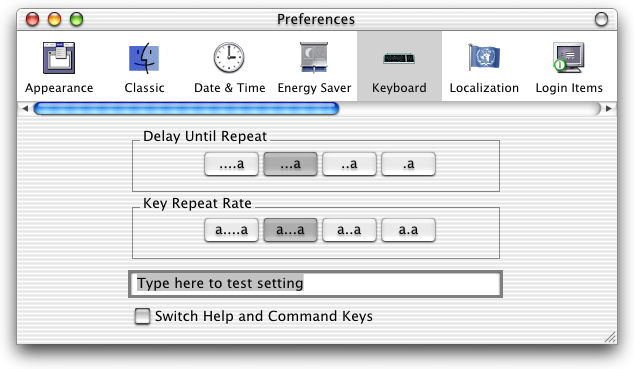 Preferences
Appearance Classic Date & Time Energy Saver Keyboard Localization Login Items
Delay Until Repeat
....a ...a ..a .a
Key Repeat Rate
a....a a...a a..a a.a
Type here to test setting
Switch Help and Command Keys